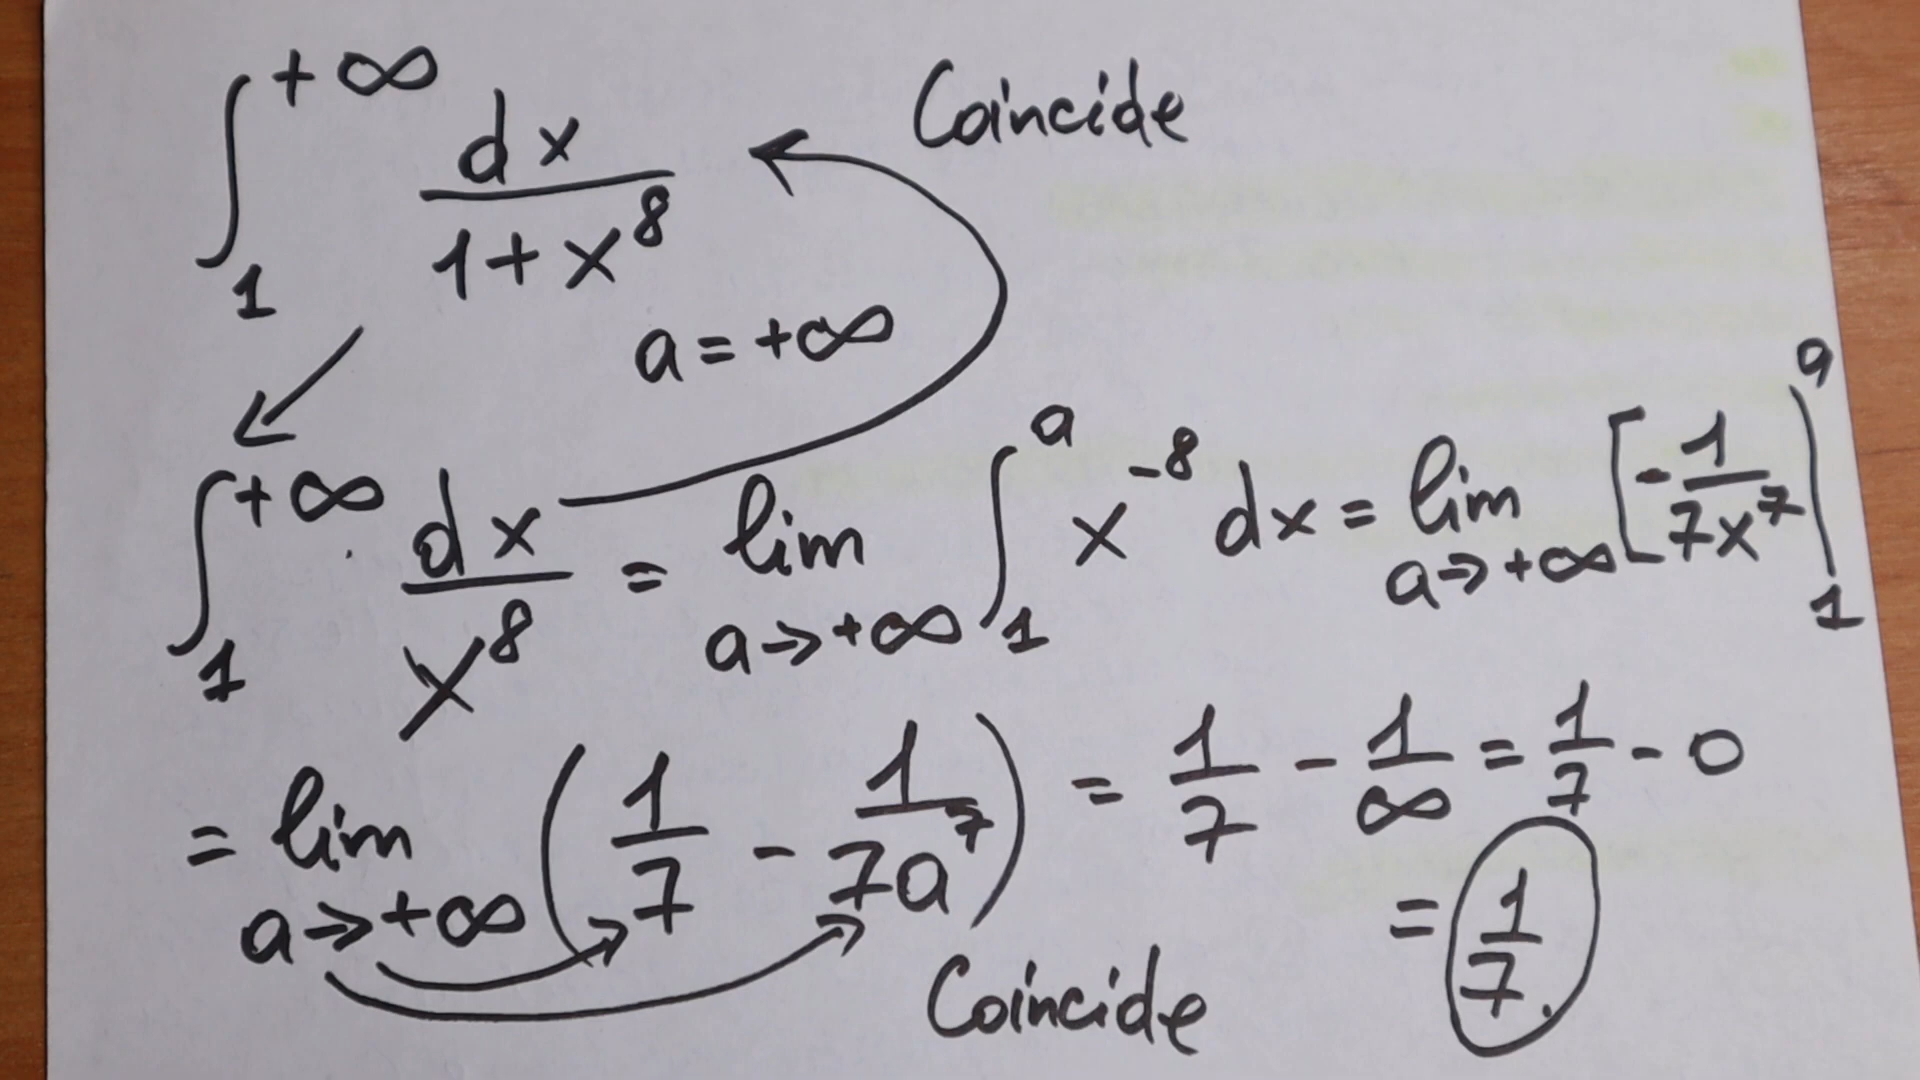 ∫₁^{+∞} dx/(1+x⁸) Coincide
a = +∞
∫₁^{+∞} dx/x⁸ = lim_{a→+∞} ∫₁^a x⁻⁸ dx = lim_{a→+∞} [-1/(7x⁷)|₁^a
= lim_{a→+∞} (1/7 - 1/(7a⁷)) = 1/7 - 1/∞ = 1/7 - 0
= 1/7.
Coincide